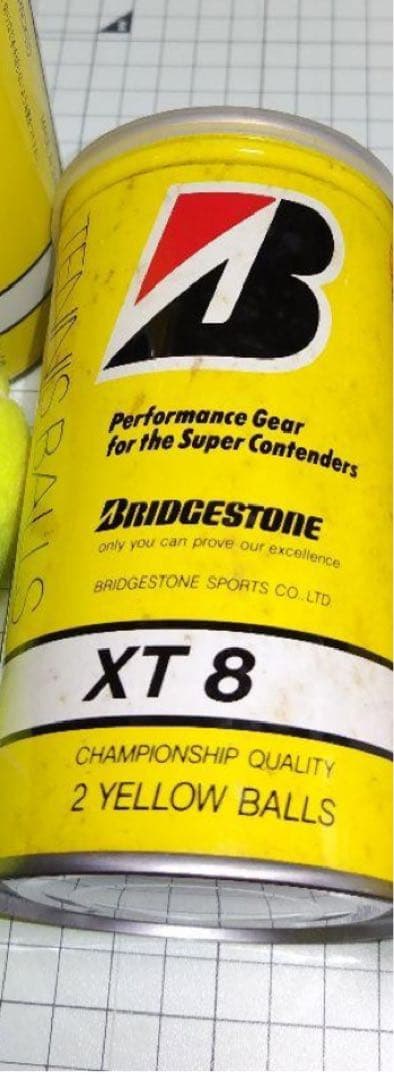 TENNIS BALLS
B
Performance Gear
for the Super Contenders
BRIDGESTONE
only you can prove our excellence
BRIDGESTONE SPORTS CO.,LTD
XT 8
CHAMPIONSHIP QUALITY
2 YELLOW BALLS